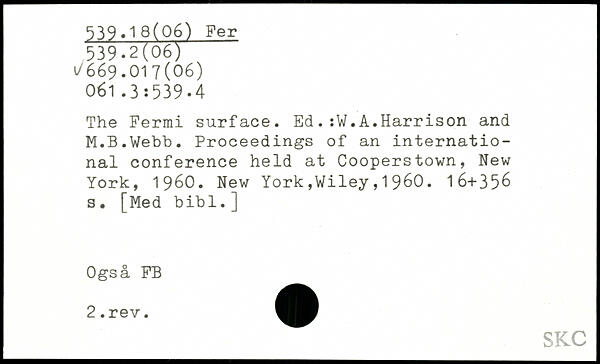 539.18(06) Fer
539.2(06)
√669.017(06)
061.3:539.4
The Fermi surface. Ed.:W.A.Harrison and
M.B.Webb. Proceedings of an internatio-
nal conference held at Cooperstown, New
York, 1960. New York,Wiley,1960. 16+356
s. [Med bibl.]
Også FB
2.rev.
SKC